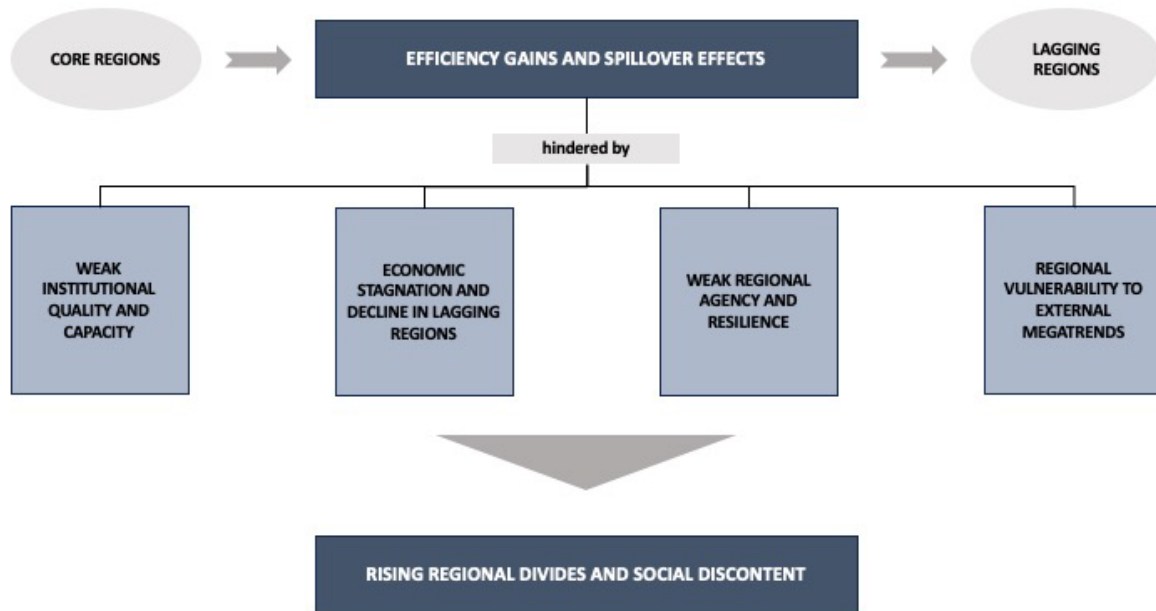 CORE REGIONS
EFFICIENCY GAINS AND SPILLOVER EFFECTS
LAGGING
REGIONS
hindered by
WEAK
INSTITUTIONAL
QUALITY AND
CAPACITY
ECONOMIC
STAGNATION AND
DECLINE IN LAGGING
REGIONS
WEAK REGIONAL
AGENCY AND
RESILIENCE
REGIONAL
VULNERABILITY TO
EXTERNAL
MEGATRENDS
RISING REGIONAL DIVIDES AND SOCIAL DISCONTENT